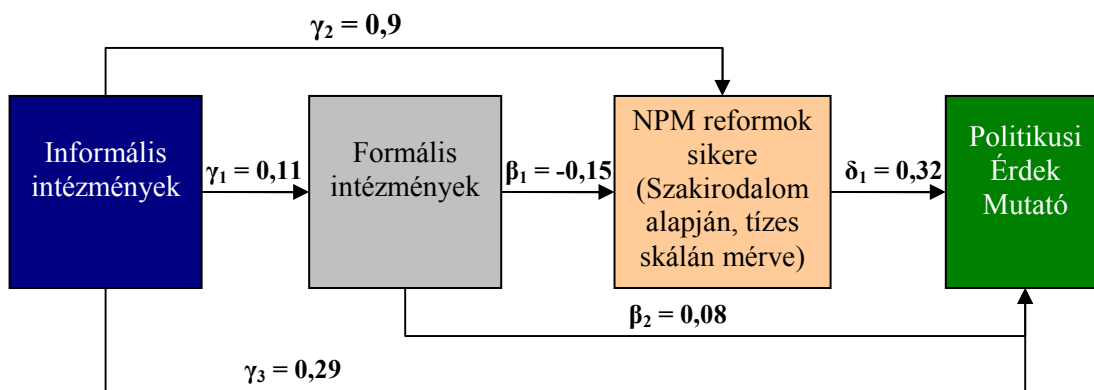 γ2 = 0,9
Informális
intézmények
γ1 = 0,11
Formális
intézmények
β1 = -0,15
NPM reformok
sikere
(Szakirodalom
alapján, tízes
skálán mérve)
δ1 = 0,32
Politikusi
Érdek
Mutató
β2 = 0,08
γ3 = 0,29